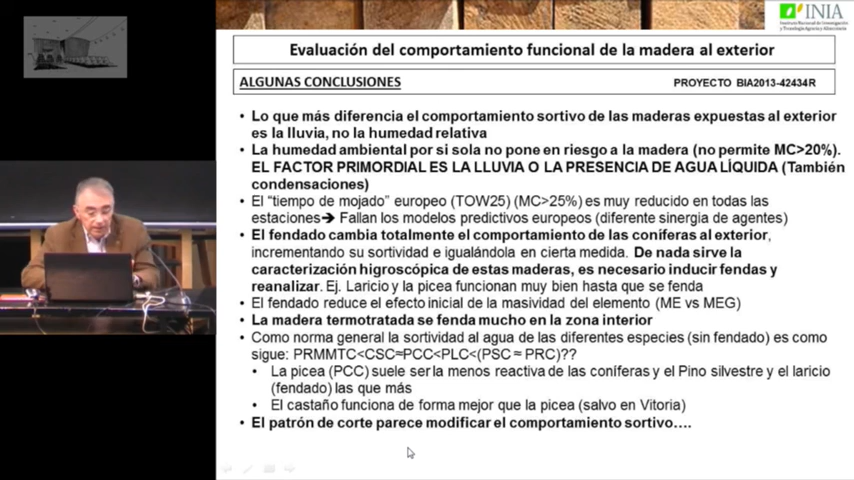 INIA
Instituto Nacional de Investigación
y Tecnología Agraria y Alimentaria
Evaluación del comportamiento funcional de la madera al exterior
ALGUNAS CONCLUSIONES PROYECTO BIA2013-42434R
• Lo que más diferencia el comportamiento sortivo de las maderas expuestas al exterior
es la lluvia, no la humedad relativa
• La humedad ambiental por si sola no pone en riesgo a la madera (no permite MC>20%).
EL FACTOR PRIMORDIAL ES LA LLUVIA O LA PRESENCIA DE AGUA LÍQUIDA (También
condensaciones)
• El “tiempo de mojado” europeo (TOW25) (MC>25%) es muy reducido en todas las
estaciones➔ Fallan los modelos predictivos europeos (diferente sinergia de agentes)
• El fendado cambia totalmente el comportamiento de las coníferas al exterior,
incrementando su sortividad e igualándola en cierta medida. De nada sirve la
caracterización higroscópica de estas maderas, es necesario inducir fendas y
reanalizar. Ej. Laricio y la picea funcionan muy bien hasta que se fenda
• El fendado reduce el efecto inicial de la masividad del elemento (ME vs MEG)
• La madera termotratada se fenda mucho en la zona interior
• Como norma general la sortividad al agua de las diferentes especies (sin fendado) es como
sigue: PRMMTC<CSC≈PCC<PLC<(PSC ≈ PRC)??
• La picea (PCC) suele ser la menos reactiva de las coníferas y el Pino silvestre y el laricio
(fendado) las que más
• El castaño funciona de forma mejor que la picea (salvo en Vitoria)
• El patrón de corte parece modificar el comportamiento sortivo….